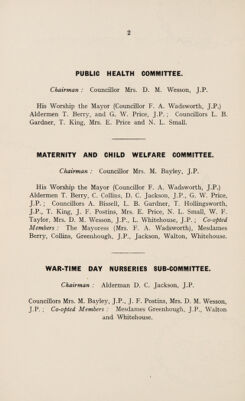 2
PUBLIC HEALTH COMMITTEE.
Chairman : Councillor Mrs. D. M. Wesson, J.P.
His Worship the Mayor (Councillor F. A. Wadsworth, J.P.)
Aldermen T. Berry, and G. W. Price, J.P. ; Councillors L. B.
Gardner, T. King, Mrs. E. Price and N. L. Small.
MATERNITY AND CHILD WELFARE COMMITTEE.
Chairman : Councillor Mrs. M. Bayley, J.P.
His Worship the Mayor (Councillor F. A. Wadsworth, J.P.)
Aldermen T. Berry, C. Collins, D. C. Jackson, J.P., G. W. Price,
J.P. ; Councillors A. Bissell, L. B. Gardner, T. Hollingsworth,
J.P., T. King, J. F. Postins, Mrs. E. Price, N. L. Small, W. F.
Taylor, Mrs. D. M. Wesson, J.P., L. Whitehouse, J.P. ; Co-opted
Members : The Mayoress (Mrs. F. A. Wadsworth), Mesdames
Berry, Collins, Greenhough, J.P., Jackson, Walton, Whitehouse.
WAR-TIME DAY NURSERIES SUB-COMMITTEE.
Chairman : Alderman D. C. Jackson, J.P.
Councillors Mrs. M. Bayley, J.P., J. F. Postins, Mrs. D. M. Wesson,
J.P. ; Co-opted Members : Mesdames Greenhough, J.P., Walton
and Whitehouse.